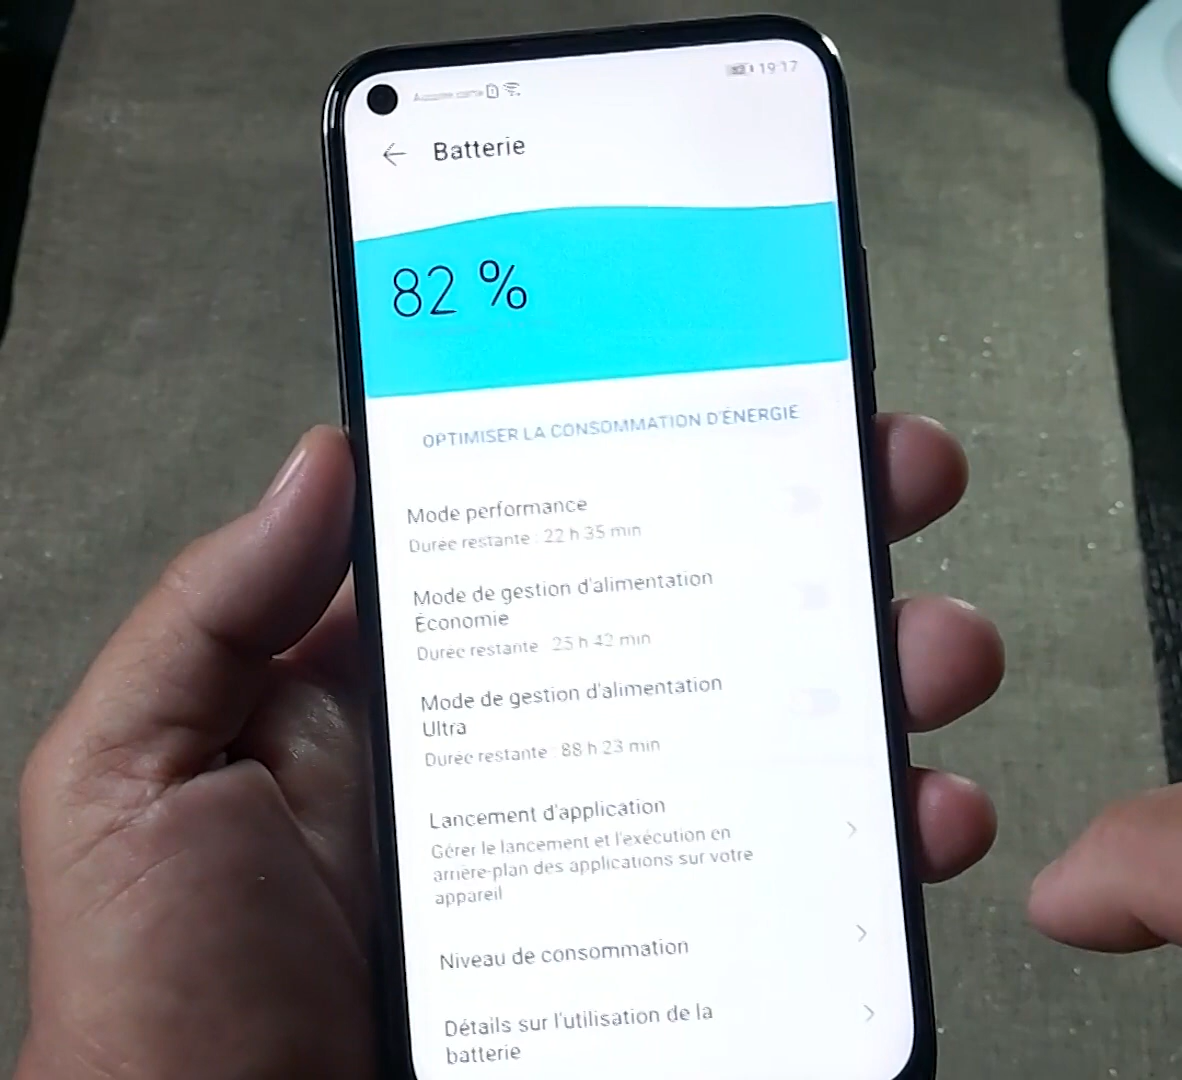 19:17
Batterie
82 %
OPTIMISER LA CONSOMMATION D'ÉNERGIE
Mode performance
Durée restante : 22 h 35 min
Mode de gestion d'alimentation
Économie
Durée restante : 25 h 42 min
Mode de gestion d'alimentation
Ultra
Durée restante : 88 h 23 min
Lancement d'application
Gérer le lancement et l'exécution en
arrière-plan des applications sur votre
appareil
Niveau de consommation
Détails sur l'utilisation de la
batterie